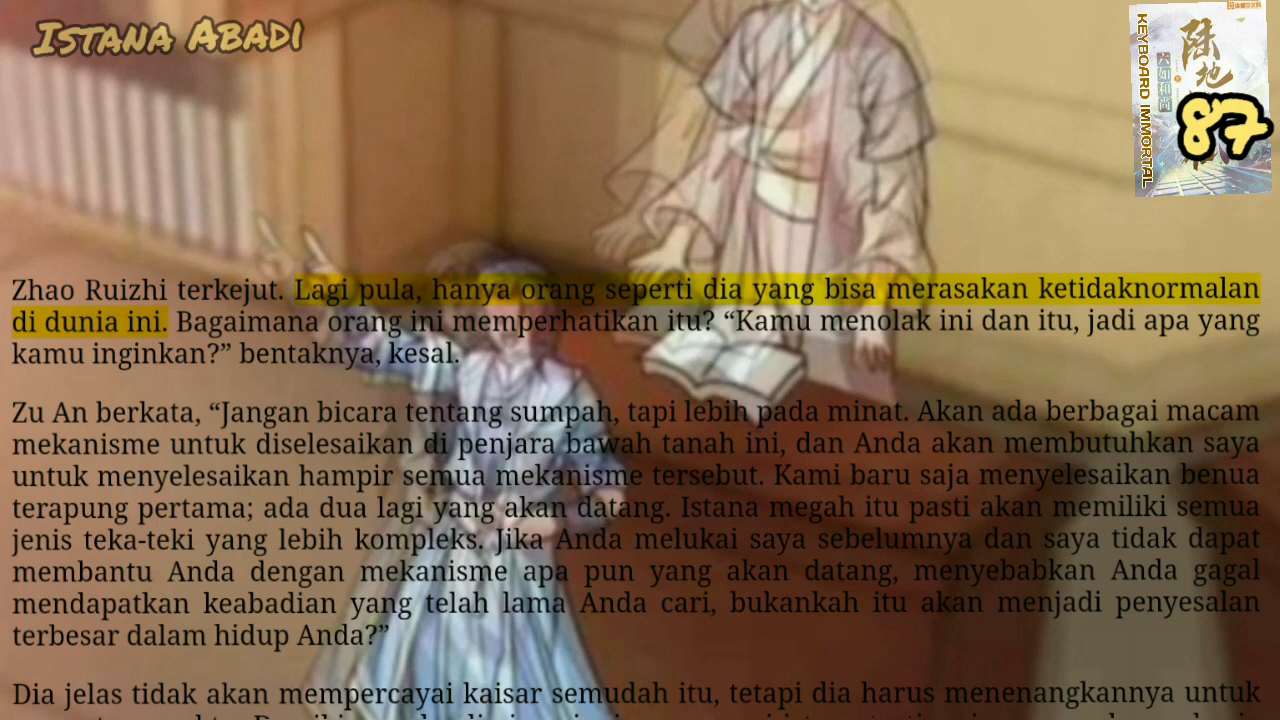 Istana Abadi
KEYBOARD IMMORTAL
陆地
87
Zhao Ruizhi terkejut. Lagi pula, hanya orang seperti dia yang bisa merasakan ketidaknormalan
di dunia ini. Bagaimana orang ini memperhatikan itu? “Kamu menolak ini dan itu, jadi apa yang
kamu inginkan?” bentaknya, kesal.
Zu An berkata, “Jangan bicara tentang sumpah, tapi lebih pada minat. Akan ada berbagai macam
mekanisme untuk diselesaikan di penjara bawah tanah ini, dan Anda akan membutuhkan saya
untuk menyelesaikan hampir semua mekanisme tersebut. Kami baru saja menyelesaikan benua
terapung pertama; ada dua lagi yang akan datang. Istana megah itu pasti akan memiliki semua
jenis teka-teki yang lebih kompleks. Jika Anda melukai saya sebelumnya dan saya tidak dapat
membantu Anda dengan mekanisme apa pun yang akan datang, menyebabkan Anda gagal
mendapatkan keabadian yang telah lama Anda cari, bukankah itu akan menjadi penyesalan
terbesar dalam hidup Anda?”
Dia jelas tidak akan mempercayai kaisar semudah itu, tetapi dia harus menenangkannya untuk